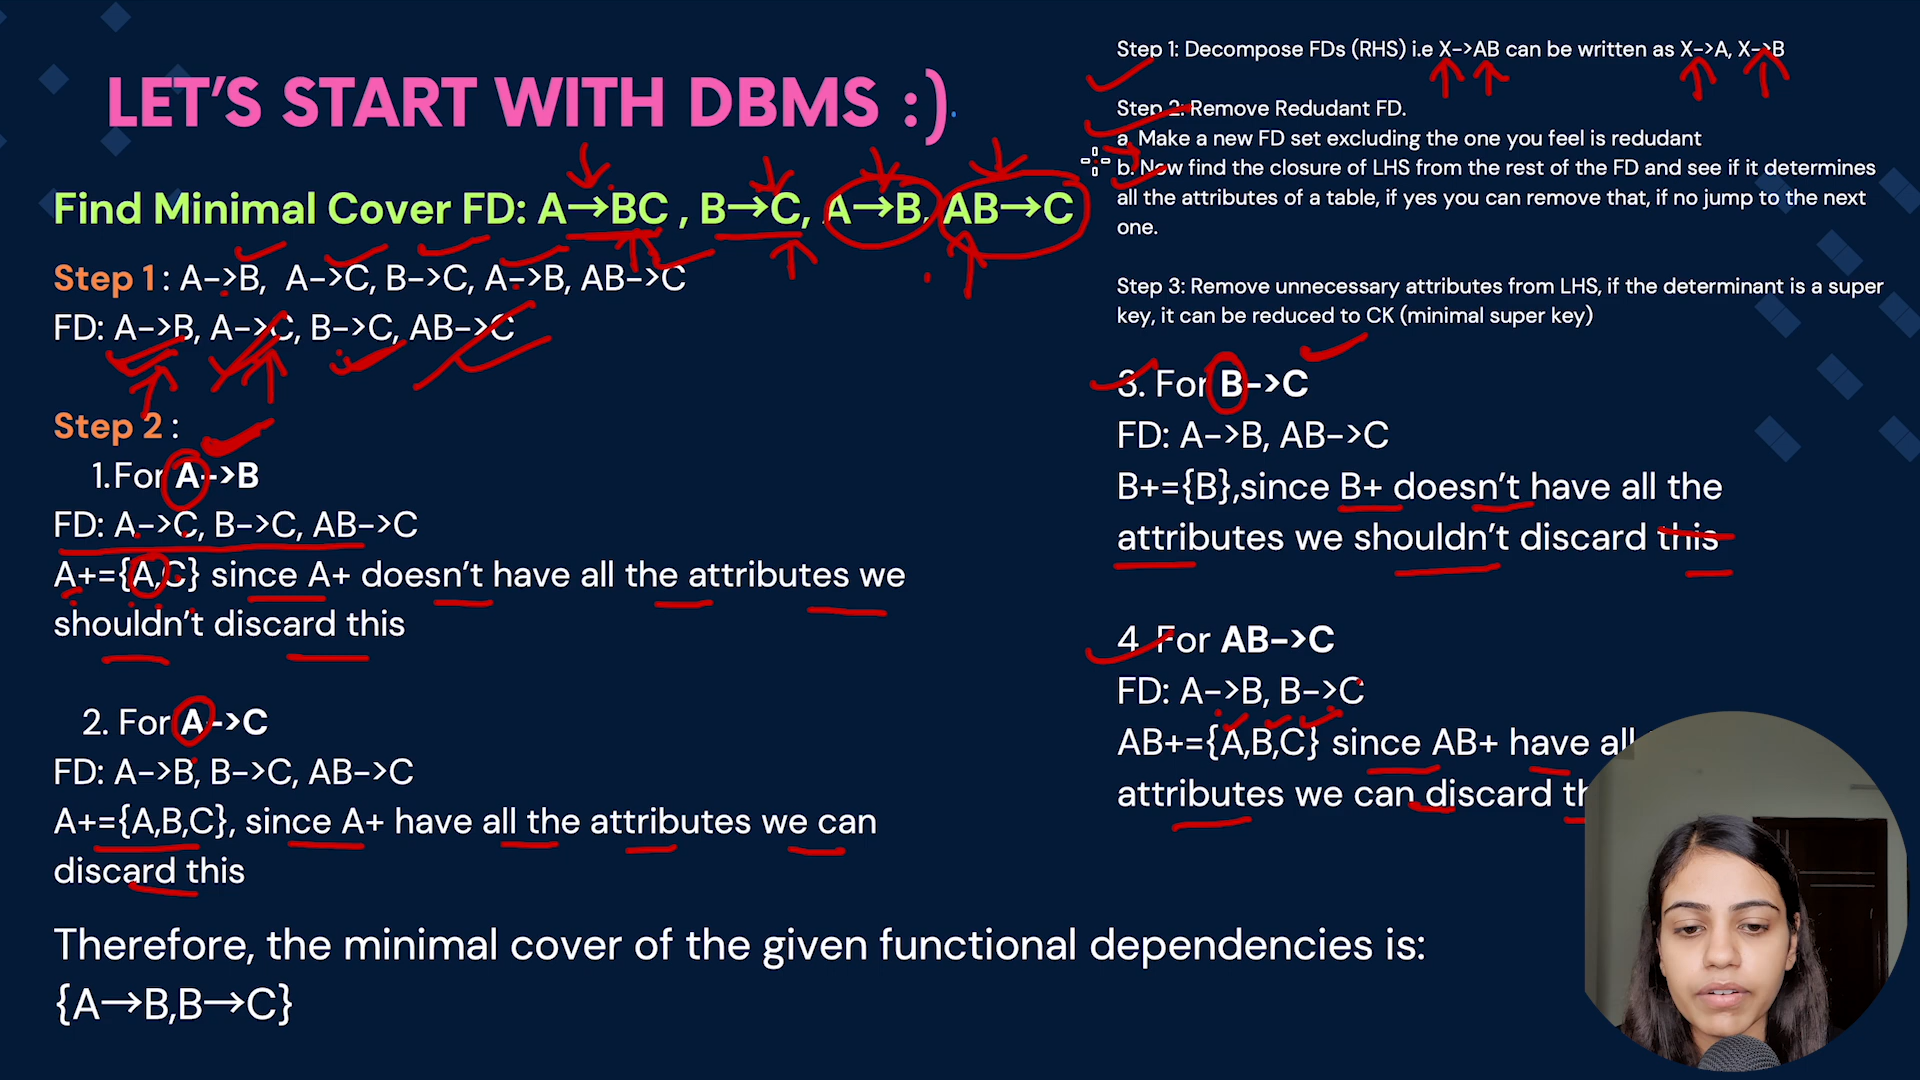 LET'S START WITH DBMS :)
Find Minimal Cover FD: A→BC , B→C, A→B, AB→C
Step 1 : A->B, A->C, B->C, A->B, AB->C
FD: A->B, A->C, B->C, AB->C
Step 2 :
1.For A->B
FD: A->C, B->C, AB->C
A+={A,C} since A+ doesn't have all the attributes we
shouldn't discard this
2. For A->C
FD: A->B, B->C, AB->C
A+={A,B,C}, since A+ have all the attributes we can
discard this
Step 1: Decompose FDs (RHS) i.e X->AB can be written as X->A, X->B
Step 2: Remove Redudant FD.
a. Make a new FD set excluding the one you feel is redudant
b. Now find the closure of LHS from the rest of the FD and see if it determines
all the attributes of a table, if yes you can remove that, if no jump to the next
one.
Step 3: Remove unnecessary attributes from LHS, if the determinant is a super
key, it can be reduced to CK (minimal super key)
3. For B->C
FD: A->B, AB->C
B+={B},since B+ doesn't have all the
attributes we shouldn't discard this
4 For AB->C
FD: A->B, B->C
AB+={A,B,C} since AB+ have all
attributes we can discard
Therefore, the minimal cover of the given functional dependencies is:
{A→B,B→C}